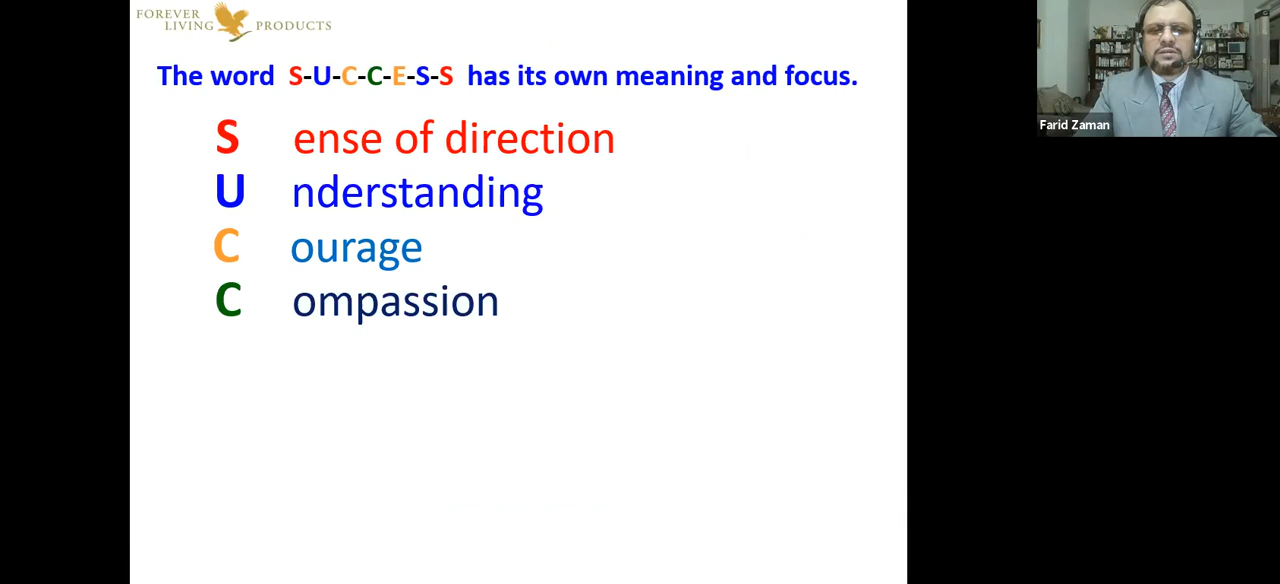 FOREVER
LIVING PRODUCTS
The word S-U-C-C-E-S-S has its own meaning and focus.
S ense of direction
U nderstanding
C ourage
C ompassion
Farid Zaman